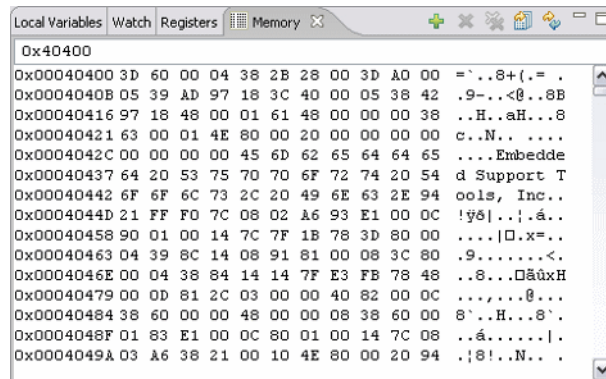 Local Variables Watch Registers Memory
0x40400
0x00040400 3D 60 00 04 38 2B 28 00 3D A0 00 =`..8+(.= .
0x0004040B 05 39 AD 97 18 3C 40 00 05 38 42 .9-..<@..8B
0x00040416 97 18 48 00 01 61 48 00 00 00 38 ..H..aH...8
0x00040421 63 00 01 4E 80 00 20 00 00 00 00 c..N.. ....
0x0004042C 00 00 00 00 45 6D 62 65 64 64 65 ....Embedde
0x00040437 64 20 53 75 70 70 6F 72 74 20 54 d Support T
0x00040442 6F 6F 6C 73 2C 20 49 6E 63 2E 94 ools, Inc..
0x0004044D 21 FF F0 7C 08 02 A6 93 E1 00 0C !ÿð|..¦.á..
0x00040458 90 01 00 14 7C 7F 1B 78 3D 80 00 ....|□.x=..
0x00040463 04 39 8C 14 08 91 81 00 08 3C 80 .9.......<.
0x0004046E 00 04 38 84 14 14 7F E3 FB 78 48 ..8...□ãûxH
0x00040479 00 0D 81 2C 03 00 00 40 82 00 0C ...,...@...
0x00040484 38 60 00 00 48 00 00 08 38 60 00 8`..H...8`.
0x0004048F 01 83 E1 00 0C 80 01 00 14 7C 08 ..á......|.
0x0004049A 03 A6 38 21 00 10 4E 80 00 20 94 .¦8!..N.. .